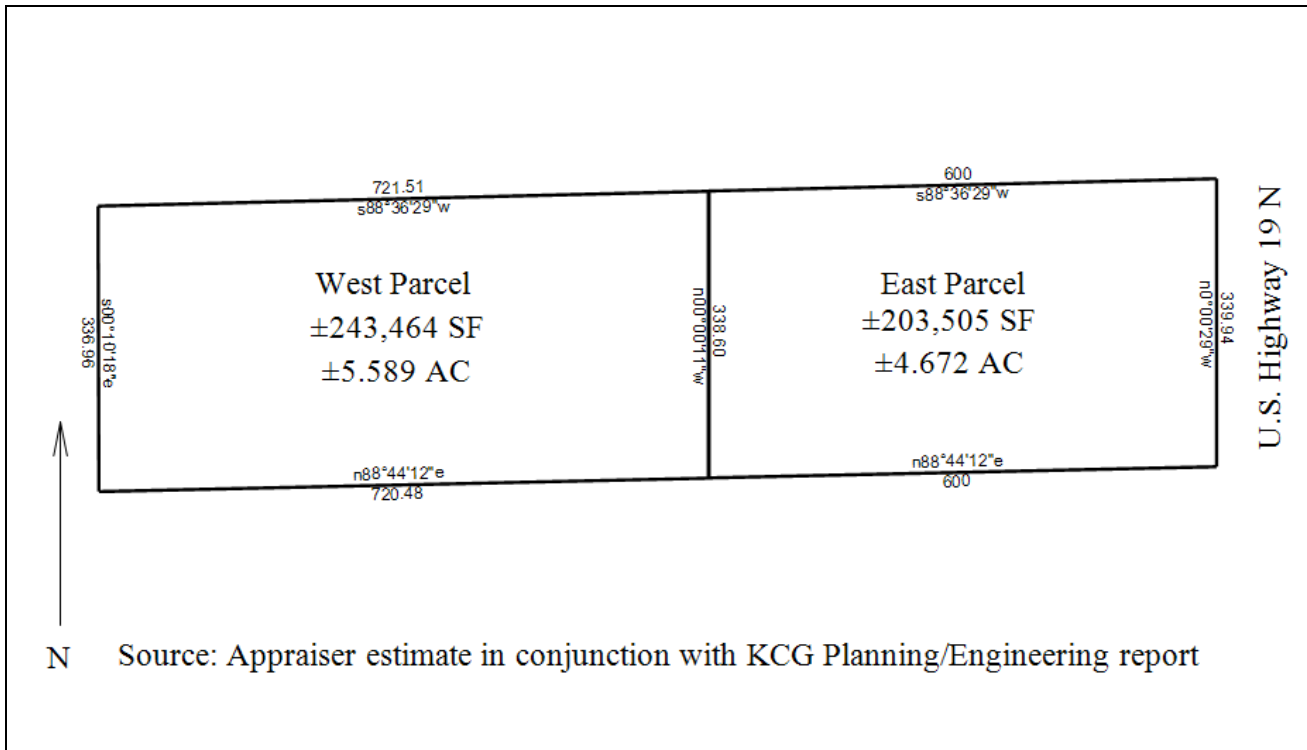 721.51
s88°36'29"w
600
s88°36'29"w
West Parcel
±243,464 SF
±5.589 AC
East Parcel
±203,505 SF
±4.672 AC
336.96
s00°10'18"e
n00°00'11"w
338.60
n0°00'29"w
339.94
U.S. Highway 19 N
n88°44'12"e
720.48
n88°44'12"e
600
N
Source: Appraiser estimate in conjunction with KCG Planning/Engineering report